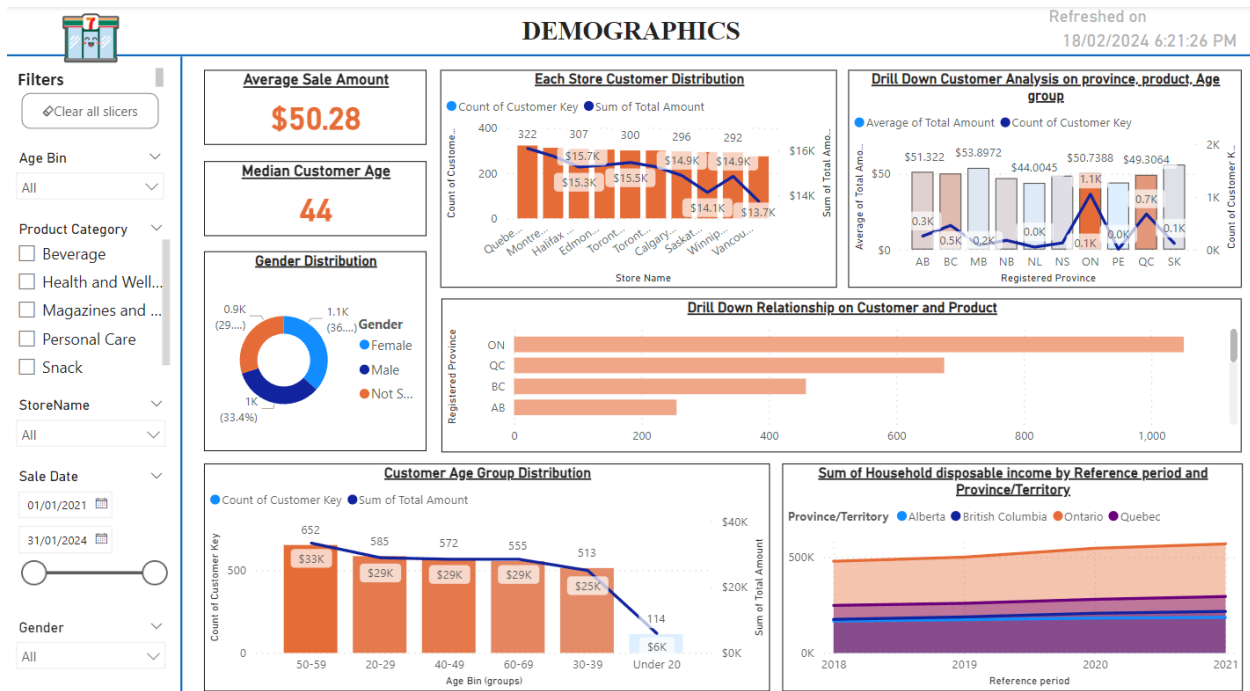 7
DEMOGRAPHICS
Refreshed on
18/02/2024 6:21:26 PM
Filters
Clear all slicers
Age Bin
All
Product Category
Beverage
Health and Well...
Magazines and ...
Personal Care
Snack
StoreName
All
Sale Date
01/01/2021
31/01/2024
Gender
All
Average Sale Amount
$50.28
Median Customer Age
44
Gender Distribution
0.9K
(29....)
1.1K
(36....)
1K
(33.4%)
Gender
Female
Male
Not S...
Each Store Customer Distribution
Count of Customer Key Sum of Total Amount
Count of Custome...
400
200
0
322 307 300 296 292
$15.7K $14.9K $14.9K
$15.3K $15.5K $14.1K $13.7K
$16K
$14K
Sum of Total Amo...
Quebe... Montre... Halifax ... Edmon... Toront... Toront... Calgary... Saskat... Winnip... Vancou...
Store Name
Drill Down Customer Analysis on province, product, Age
group
Average of Total Amount Count of Customer Key
Average of Total Amo...
$50
$0
$51.322 $53.8972 $44.0045 $50.7388 $49.3064
0.3K 0.5K 0.2K 0.0K 0.1K 1.1K 0.0K 0.7K 0.1K
2K
1K
0K
Count of Customer K...
AB BC MB NB NL NS ON PE QC SK
Registered Province
Drill Down Relationship on Customer and Product
Registered Province
ON
QC
BC
AB
0 200 400 600 800 1,000
Customer Age Group Distribution
Count of Customer Key Sum of Total Amount
Count of Customer Key
500
0
652 585 572 555 513 114
$33K $29K $29K $29K $25K $6K
$40K
$20K
$0K
Sum of Total Amount
50-59 20-29 40-49 60-69 30-39 Under 20
Age Bin (groups)
Sum of Household disposable income by Reference period and
Province/Territory
Province/Territory Alberta British Columbia Ontario Quebec
500K
0K
2018 2019 2020 2021
Reference period